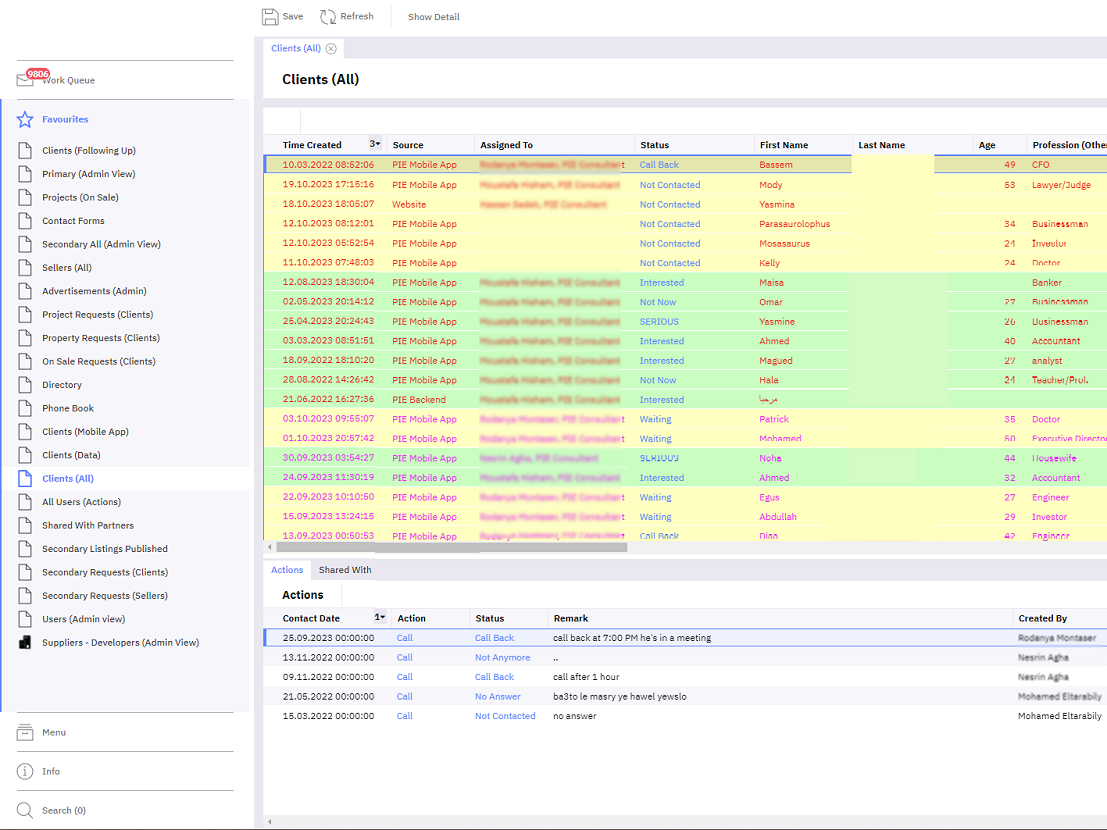 Save Refresh Show Detail
Clients (All)
Clients (All)
9806
Work Queue
Favourites
Clients (Following Up)
Primary (Admin View)
Projects (On Sale)
Contact Forms
Secondary All (Admin View)
Sellers (All)
Advertisements (Admin)
Project Requests (Clients)
Property Requests (Clients)
On Sale Requests (Clients)
Directory
Phone Book
Clients (Mobile App)
Clients (Data)
Clients (All)
All Users (Actions)
Shared With Partners
Secondary Listings Published
Secondary Requests (Clients)
Secondary Requests (Sellers)
Users (Admin view)
Suppliers - Developers (Admin View)
Menu
Info
Search (0)
Time Created 3 Source Assigned To Status First Name Last Name Age Profession (Other
10.03.2022 08:52:06 PIE Mobile App Call Back Bassem 49 CFO
19.10.2023 17:15:16 PIE Mobile App Not Contacted Mody 53 Lawyer/Judge
18.10.2023 18:05:07 Website Not Contacted Yasmina
12.10.2023 08:12:01 PIE Mobile App Not Contacted Parasaurolophus 34 Businessman
12.10.2023 05:52:54 PIE Mobile App Not Contacted Mosasaurus 24 Investor
11.10.2023 07:48:03 PIE Mobile App Not Contacted Kelly 24 Doctor
12.08.2023 18:30:04 PIE Mobile App Interested Maisa Banker
02.05.2023 20:14:12 PIE Mobile App Not Now Omar 27 Businessman
25.04.2023 20:24:43 PIE Mobile App SERIOUS Yasmine 26 Businessman
03.03.2023 08:51:51 PIE Mobile App Interested Ahmed 40 Accountant
18.09.2022 18:10:20 PIE Mobile App Interested Magued 27 analyst
28.08.2022 14:26:42 PIE Mobile App Not Now Hala 24 Teacher/Prof.
21.06.2022 16:27:36 PIE Backend Interested مرحبا
03.10.2023 09:55:07 PIE Mobile App Waiting Patrick 35 Doctor
01.10.2023 20:57:42 PIE Mobile App Waiting Mohamed 50 Executive Director
30.09.2023 03:54:27 PIE Mobile App SERIOUS Noha 44 Housewife
24.09.2023 11:30:19 PIE Mobile App Interested Ahmed 32 Accountant
22.09.2023 10:10:50 PIE Mobile App Waiting Egus 27 Engineer
15.09.2023 13:24:15 PIE Mobile App Waiting Abdullah 29 Investor
13.09.2023 00:50:53 PIE Mobile App Call Back 42 Engineer
Actions Shared With
Actions
Contact Date 1 Action Status Remark Created By
25.09.2023 00:00:00 Call Call Back call back at 7:00 PM he's in a meeting Rodanya Montaser
13.11.2022 00:00:00 Call Not Anymore .. Nesrin Agha
09.11.2022 00:00:00 Call Call Back call after 1 hour Nesrin Agha
21.05.2022 00:00:00 Call No Answer ba3to le masry ye hawel yewslo Mohamed Eltarabily
15.03.2022 00:00:00 Call Not Contacted no answer Mohamed Eltarabily